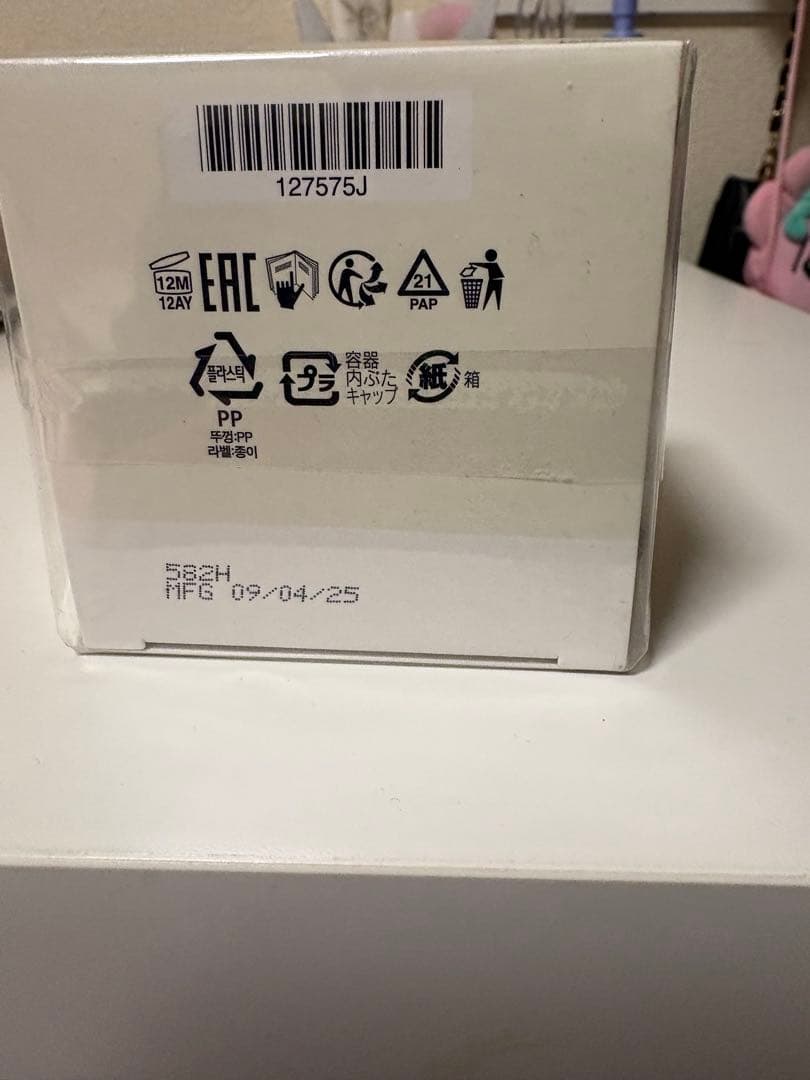 127575J
12M
12AY
EAC
21
PAP
플라스틱
PP
뚜껑:PP
라벨:종이
プラ
容器
内ぶた
キャップ
紙
箱
582H
MFG 09/04/25